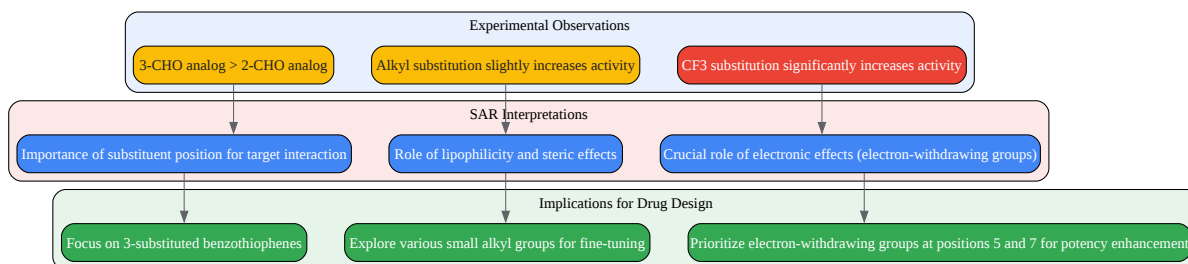 Experimental Observations
3-CHO analog > 2-CHO analog
Alkyl substitution slightly increases activity
CF3 substitution significantly increases activity
SAR Interpretations
Importance of substituent position for target interaction
Role of lipophilicity and steric effects
Crucial role of electronic effects (electron-withdrawing groups)
Implications for Drug Design
Focus on 3-substituted benzothiophenes
Explore various small alkyl groups for fine-tuning
Prioritize electron-withdrawing groups at positions 5 and 7 for potency enhancement